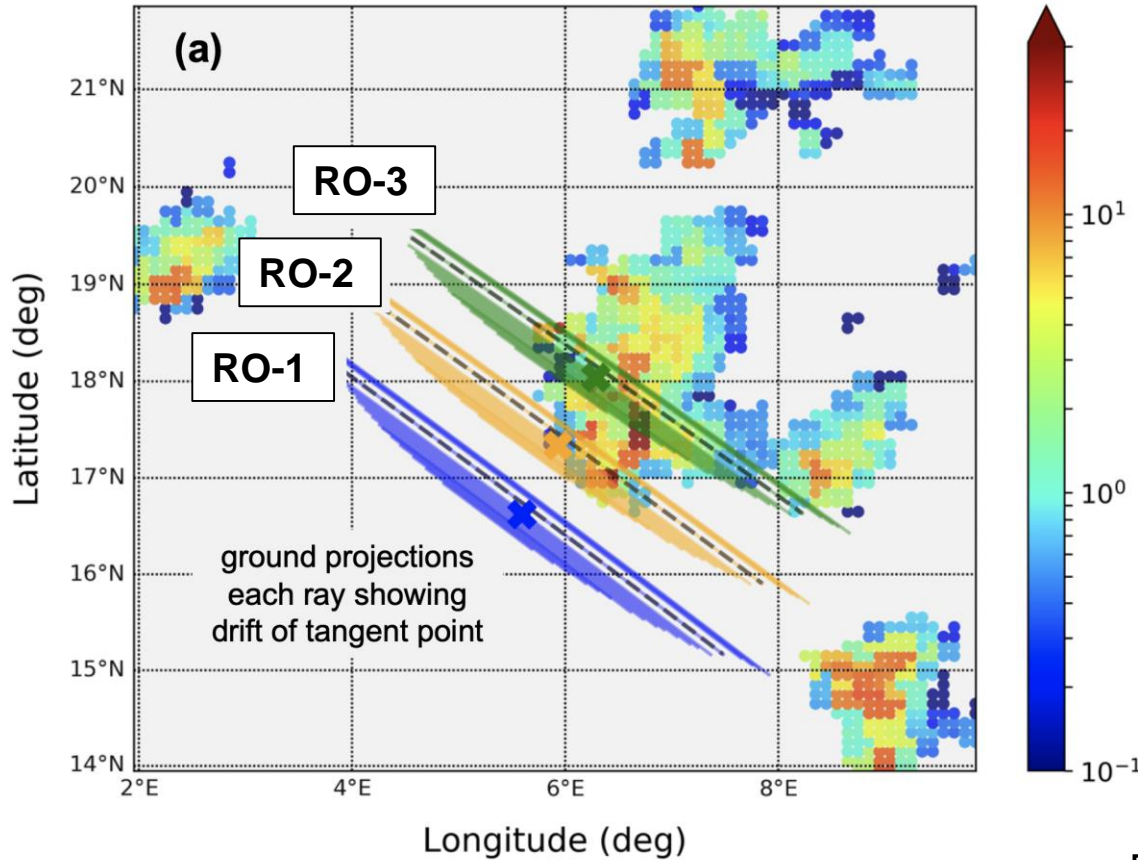 (a)
RO-3
RO-2
RO-1
ground projections
each ray showing
drift of tangent point
21°N
20°N
19°N
18°N
17°N
16°N
15°N
14°N
2°E
4°E
6°E
8°E
Latitude (deg)
Longitude (deg)
10¹
10⁰
10⁻¹